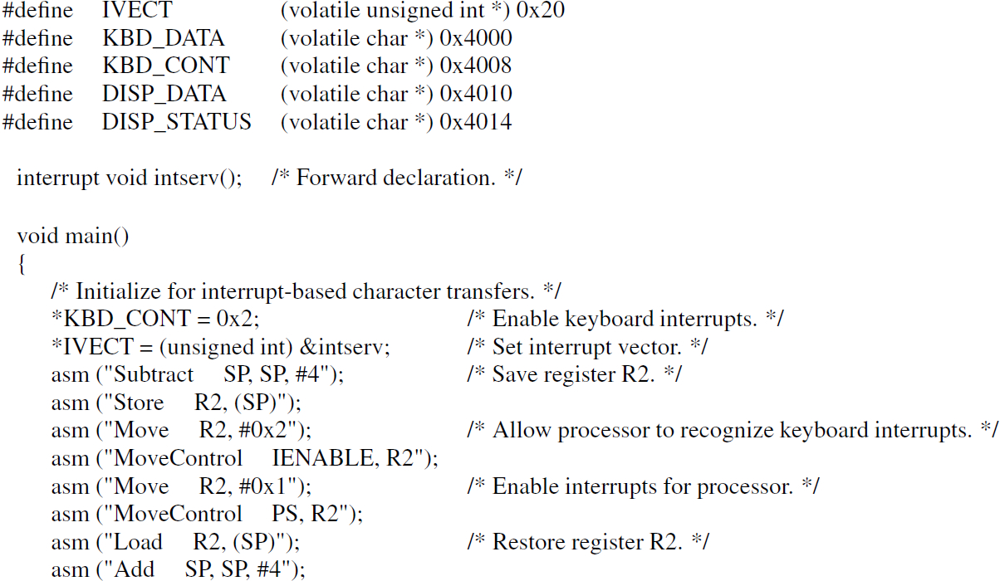 #define IVECT (volatile unsigned int *) 0x20
#define KBD_DATA (volatile char *) 0x4000
#define KBD_CONT (volatile char *) 0x4008
#define DISP_DATA (volatile char *) 0x4010
#define DISP_STATUS (volatile char *) 0x4014
interrupt void intserv(); /* Forward declaration. */
void main()
{
/* Initialize for interrupt-based character transfers. */
*KBD_CONT = 0x2; /* Enable keyboard interrupts. */
*IVECT = (unsigned int) &intserv; /* Set interrupt vector. */
asm ("Subtract SP, SP, #4"); /* Save register R2. */
asm ("Store R2, (SP)");
asm ("Move R2, #0x2"); /* Allow processor to recognize keyboard interrupts. */
asm ("MoveControl IENABLE, R2");
asm ("Move R2, #0x1"); /* Enable interrupts for processor. */
asm ("MoveControl PS, R2");
asm ("Load R2, (SP)"); /* Restore register R2. */
asm ("Add SP, SP, #4");